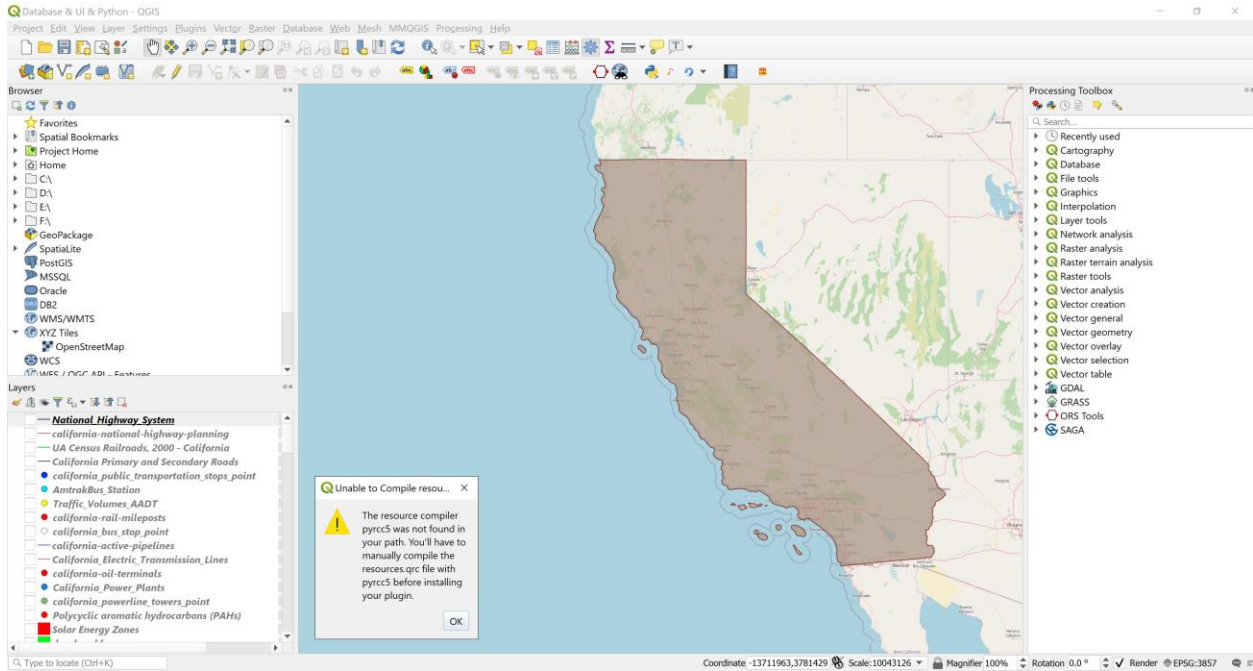 Database & UI & Python - QGIS
Project Edit View Layer Settings Plugins Vector Raster Database Web Mesh MMQGIS Processing Help
Browser
Favorites
Spatial Bookmarks
Project Home
Home
C:\
D:\
E:\
F:\
GeoPackage
SpatiaLite
PostGIS
MSSQL
Oracle
DB2
WMS/WMTS
XYZ Tiles
OpenStreetMap
WCS
WFS / OGC API - Features
Layers
National_Highway_System
california-national-highway-planning
UA Census Railroads, 2000 - California
California Primary and Secondary Roads
california_public_transportation_stops_point
AmtrakBus_Station
Traffic_Volumes_AADT
california-rail-mileposts
california_bus_stop_point
california-active-pipelines
California_Electric_Transmission_Lines
california-oil-terminals
California_Power_Plants
california_powerline_towers_point
Polycyclic aromatic hydrocarbons (PAHs)
Solar Energy Zones
Unable to Compile resou...
The resource compiler
pyrcc5 was not found in
your path. You'll have to
manually compile the
resources.qrc file with
pyrcc5 before installing
your plugin.
OK
Processing Toolbox
Search...
Recently used
Cartography
Database
File tools
Graphics
Interpolation
Layer tools
Network analysis
Raster analysis
Raster terrain analysis
Raster tools
Vector analysis
Vector creation
Vector general
Vector geometry
Vector overlay
Vector selection
Vector table
GDAL
GRASS
ORS Tools
SAGA
Type to locate (Ctrl+K)
Coordinate -13711963,3781429 Scale:10043126 Magnifier 100% Rotation 0.0 ° Render EPSG:3857